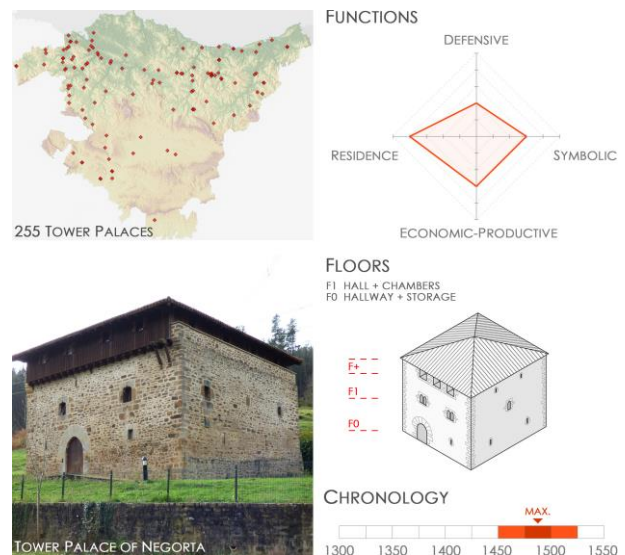 255 TOWER PALACES
FUNCTIONS
DEFENSIVE
RESIDENCE
SYMBOLIC
ECONOMIC-PRODUCTIVE
TOWER PALACE OF NEGORTA
FLOORS
F1 HALL + CHAMBERS
F0 HALLWAY + STORAGE
F+
F1
F0
CHRONOLOGY
MAX.
1300 1350 1400 1450 1500 1550